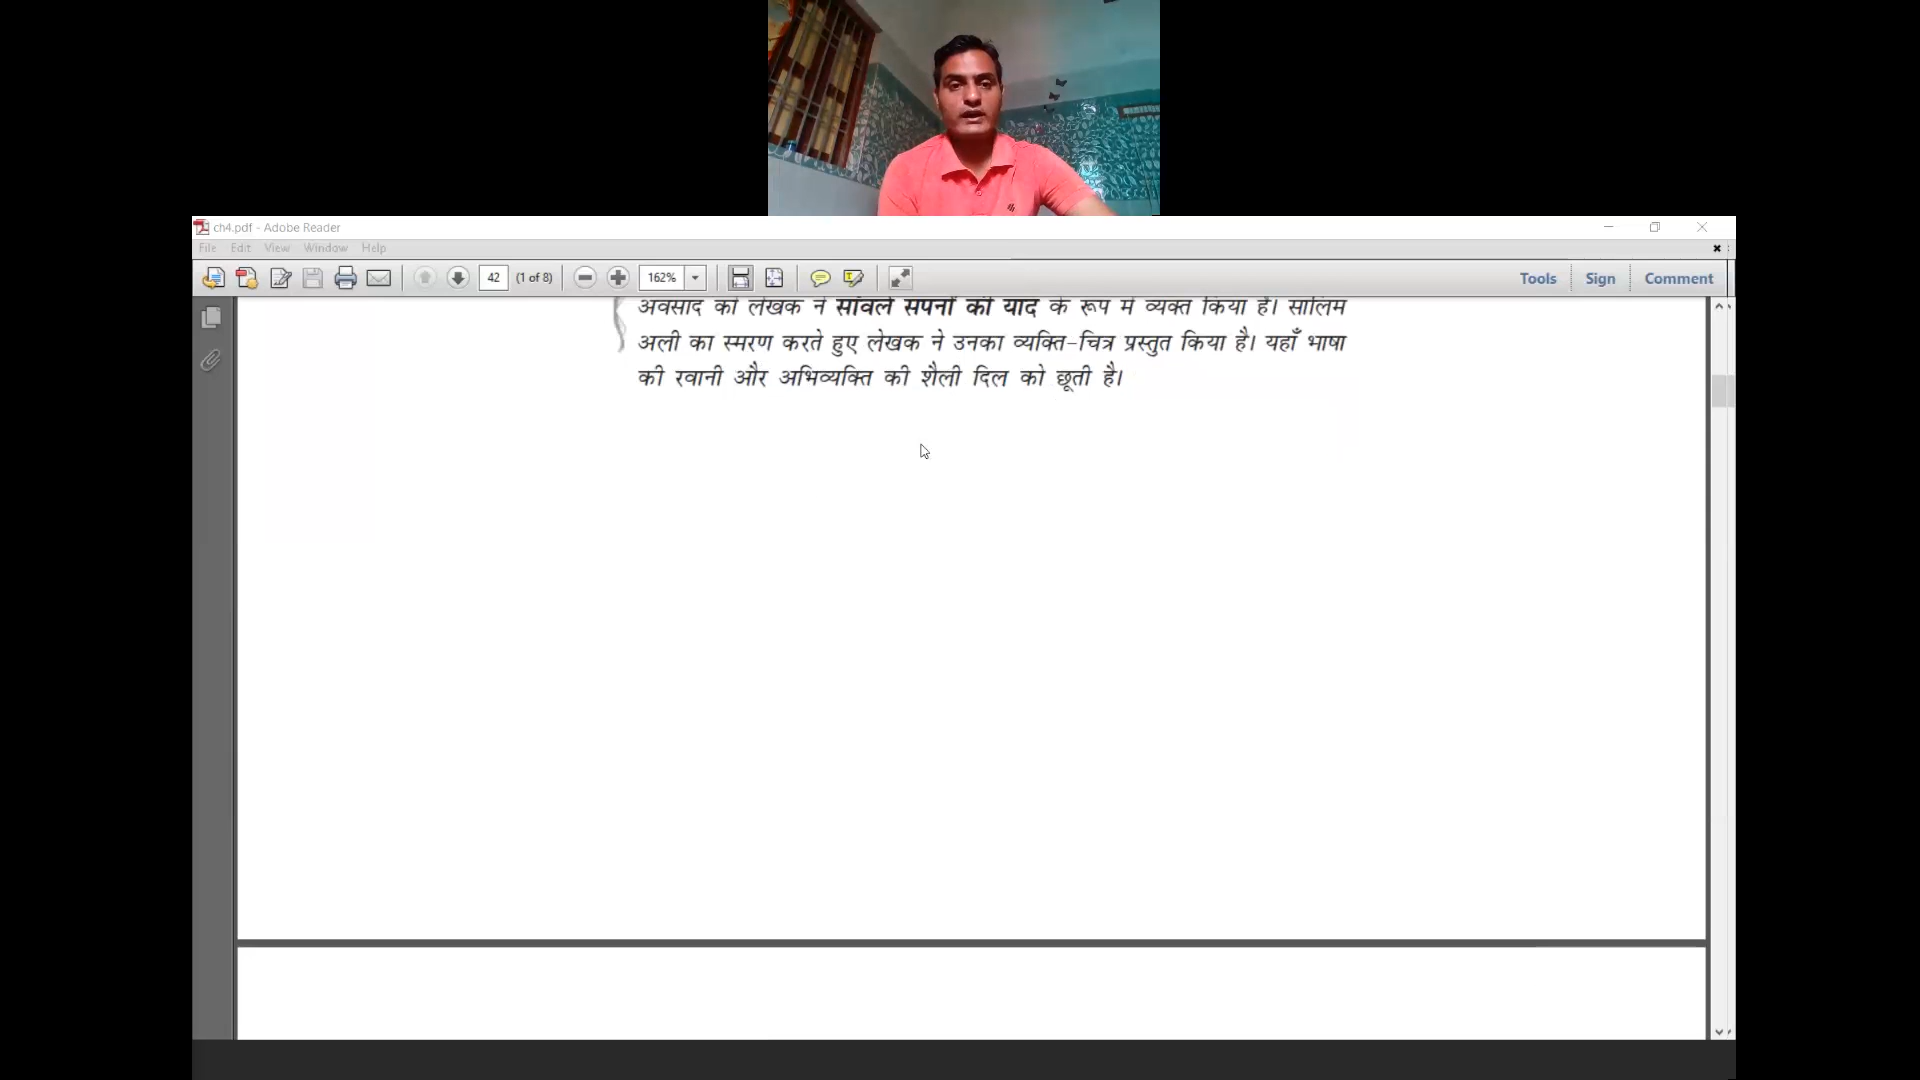 ch4.pdf - Adobe Reader
File Edit View Window Help
42 (1 of 8) 162% Tools Sign Comment
अवसाद को लेखक ने साँवले सपनों की याद के रूप में व्यक्त किया है। सालिम
अली का स्मरण करते हुए लेखक ने उनका व्यक्ति-चित्र प्रस्तुत किया है। यहाँ भाषा
की रवानी और अभिव्यक्ति की शैली दिल को छूती है।